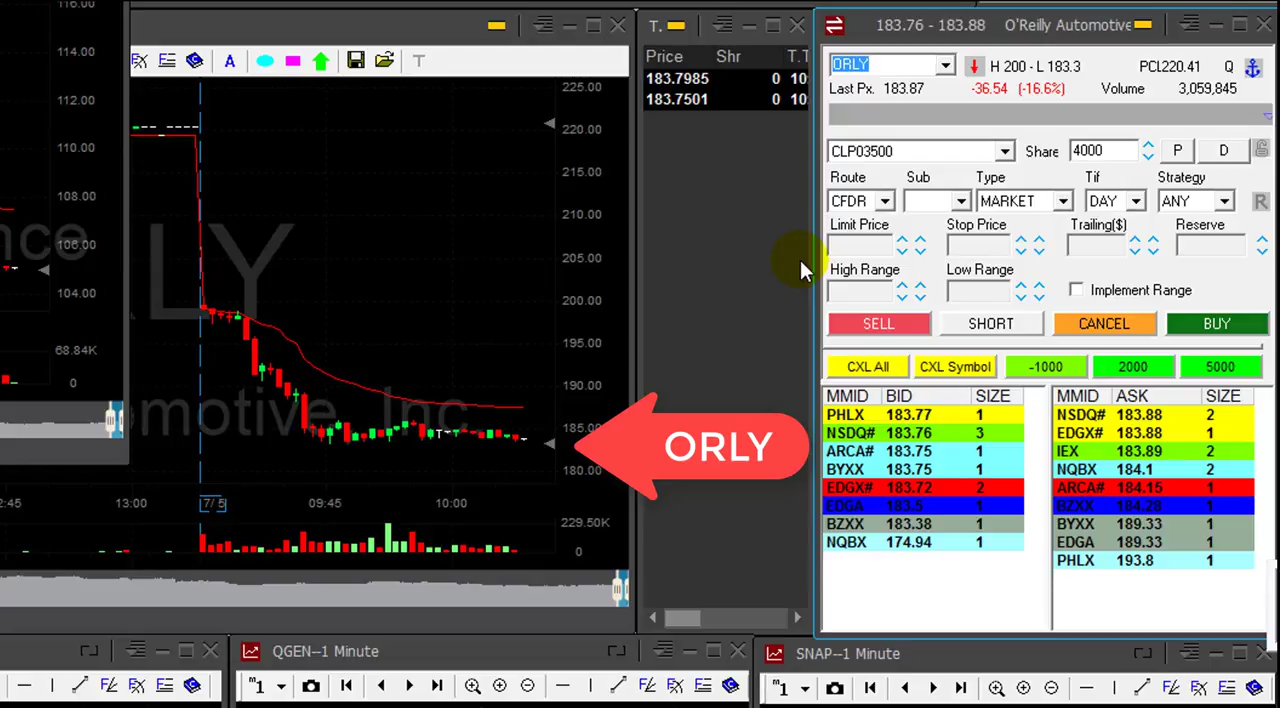 116.00
114.00
112.00
110.00
108.00
106.00
104.00
68.84K
0
2:45
A
T
225.00
220.00
215.00
210.00
205.00
200.00
195.00
190.00
185.00
180.00
LY
nce
omotive, Inc.
13:00
7/ 5
09:45
10:00
229.50K
0
T.
Price Shr T.T
183.7985 0 10:
183.7501 0 10:
183.76 - 183.88 O'Reilly Automotive
ORLY H 200 - L 183.3 PCL220.41 Q
Last Px. 183.87 -36.54 (-16.6%) Volume 3,059,845
CLP03500 Share 4000 P D
Route Sub Type Tif Strategy
CFDR MARKET DAY ANY R
Limit Price Stop Price Trailing($) Reserve
High Range Low Range
Implement Range
SELL SHORT CANCEL BUY
CXL All CXL Symbol -1000 2000 5000
MMID BID SIZE MMID ASK SIZE
PHLX 183.77 1 NSDQ# 183.88 2
NSDQ# 183.76 3 EDGX# 183.88 1
ARCA# 183.75 1 IEX 183.89 2
BYXX 183.75 1 NQBX 184.1 2
EDGX# 183.72 2 ARCA# 184.15 1
EDGA 183.5 1 BZXX 184.28 1
BZXX 183.38 1 BYXX 189.33 1
NQBX 174.94 1 EDGA 189.33 1
PHLX 193.8 1
ORLY
QGEN--1 Minute
SNAP--1 Minute
m1
m1